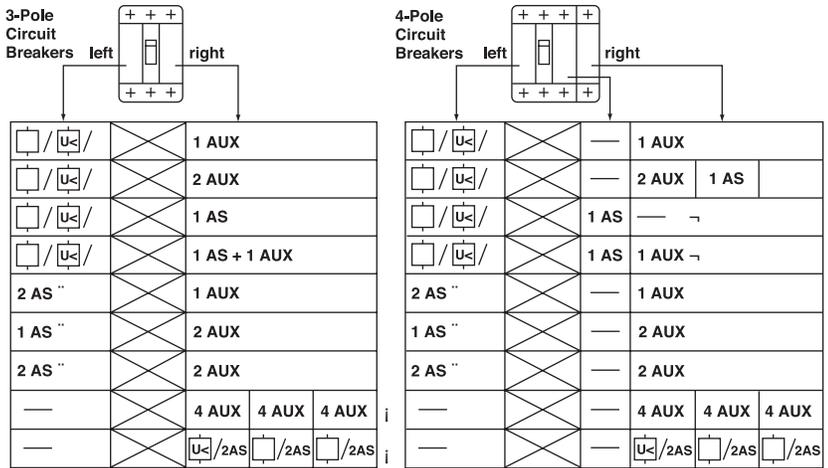 3-Pole
Circuit
Breakers left right
+ + +
+ + +
/ U< / 1 AUX
/ U< / 2 AUX
/ U< / 1 AS
/ U< / 1 AS + 1 AUX
2 AS ¨ 1 AUX
1 AS ¨ 2 AUX
2 AS ¨ 2 AUX
— 4 AUX 4 AUX 4 AUX ¡
— U< /2AS /2AS /2AS ¡
4-Pole
Circuit
Breakers left right
+ + + +
+ + + +
/ U< / — 1 AUX
/ U< / — 2 AUX 1 AS
/ U< / 1 AS — ¬
/ U< / 1 AS 1 AUX ¬
2 AS ¨ — 1 AUX
1 AS ¨ — 2 AUX
2 AS ¨ — 2 AUX
— — 4 AUX 4 AUX 4 AUX
— — U< /2AS /2AS /2AS